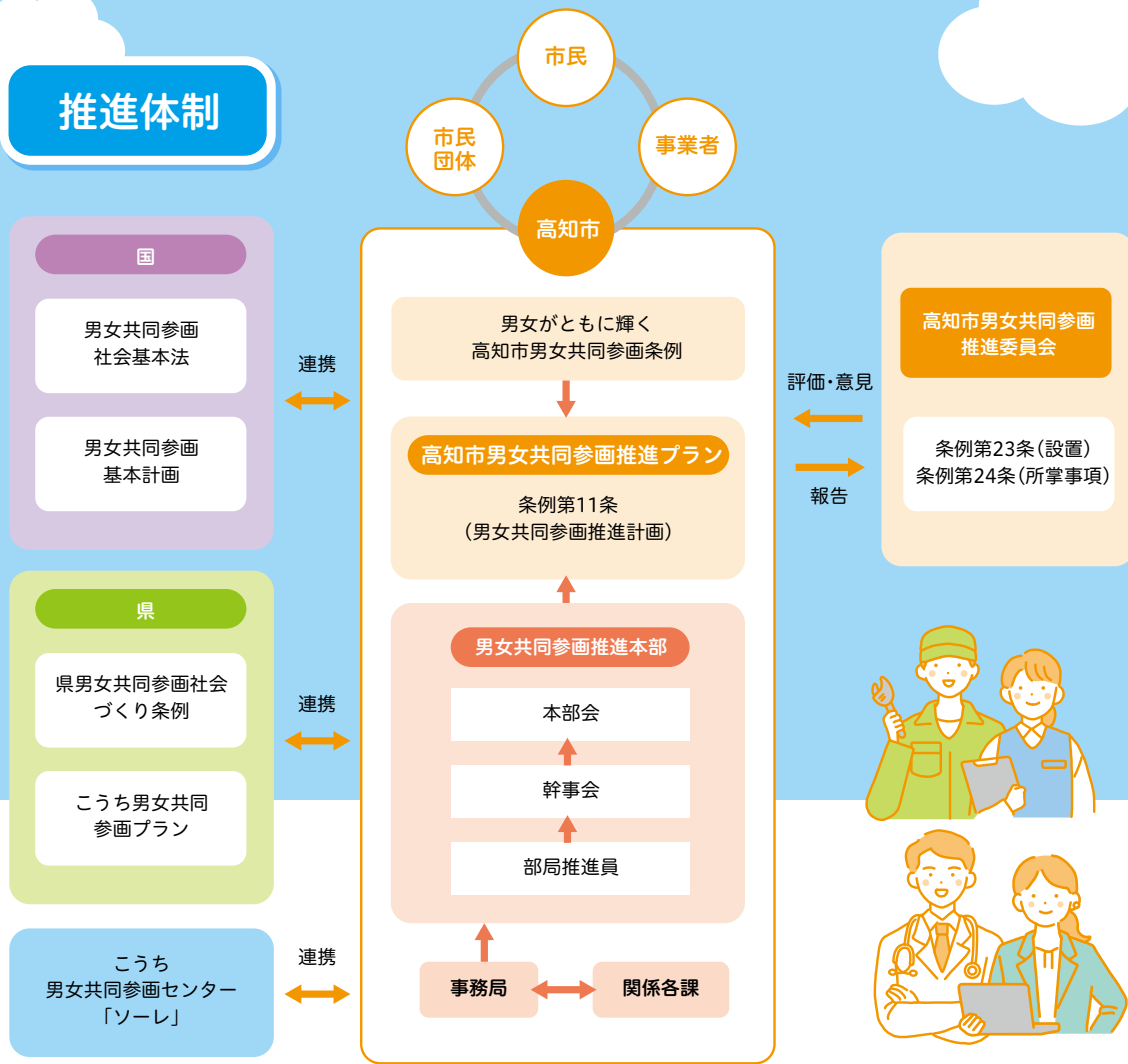 推進体制
市民
市民
団体
事業者
高知市
国
男女共同参画
社会基本法
男女共同参画
基本計画
連携
県
県男女共同参画社会
づくり条例
こうち男女共同
参画プラン
連携
こうち
男女共同参画センター
「ソーレ」
連携
男女がともに輝く
高知市男女共同参画条例
高知市男女共同参画推進プラン
条例第11条
(男女共同参画推進計画)
男女共同参画推進本部
本部会
幹事会
部局推進員
事務局
関係各課
評価・意見
報告
高知市男女共同参画
推進委員会
条例第23条(設置)
条例第24条(所掌事項)